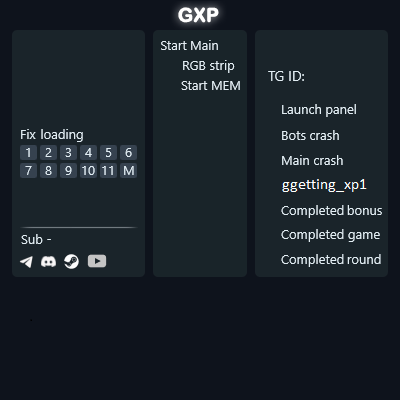 GXP
Fix loading
1 2 3 4 5 6
7 8 9 10 11 M
Sub -
Start Main
RGB strip
Start MEM
TG ID:
Launch panel
Bots crash
Main crash
ggetting_xp1
Completed bonus
Completed game
Completed round